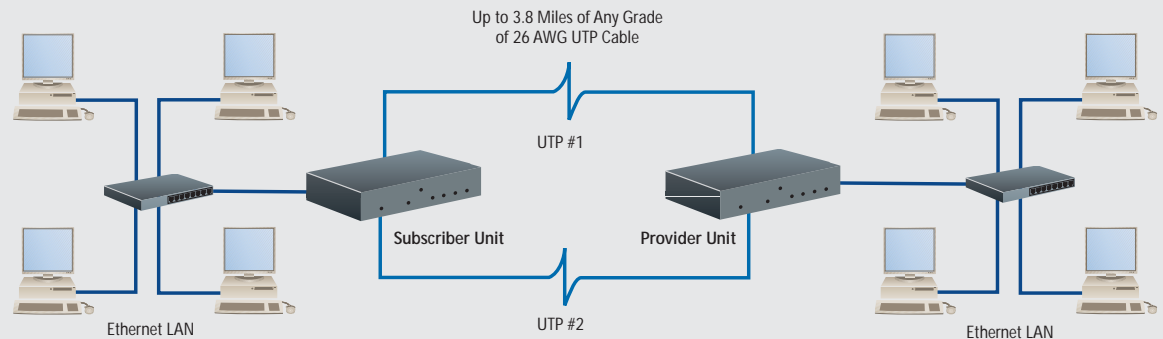 Up to 3.8 Miles of Any Grade
of 26 AWG UTP Cable
UTP #1
Subscriber Unit
Provider Unit
UTP #2
Ethernet LAN
Ethernet LAN